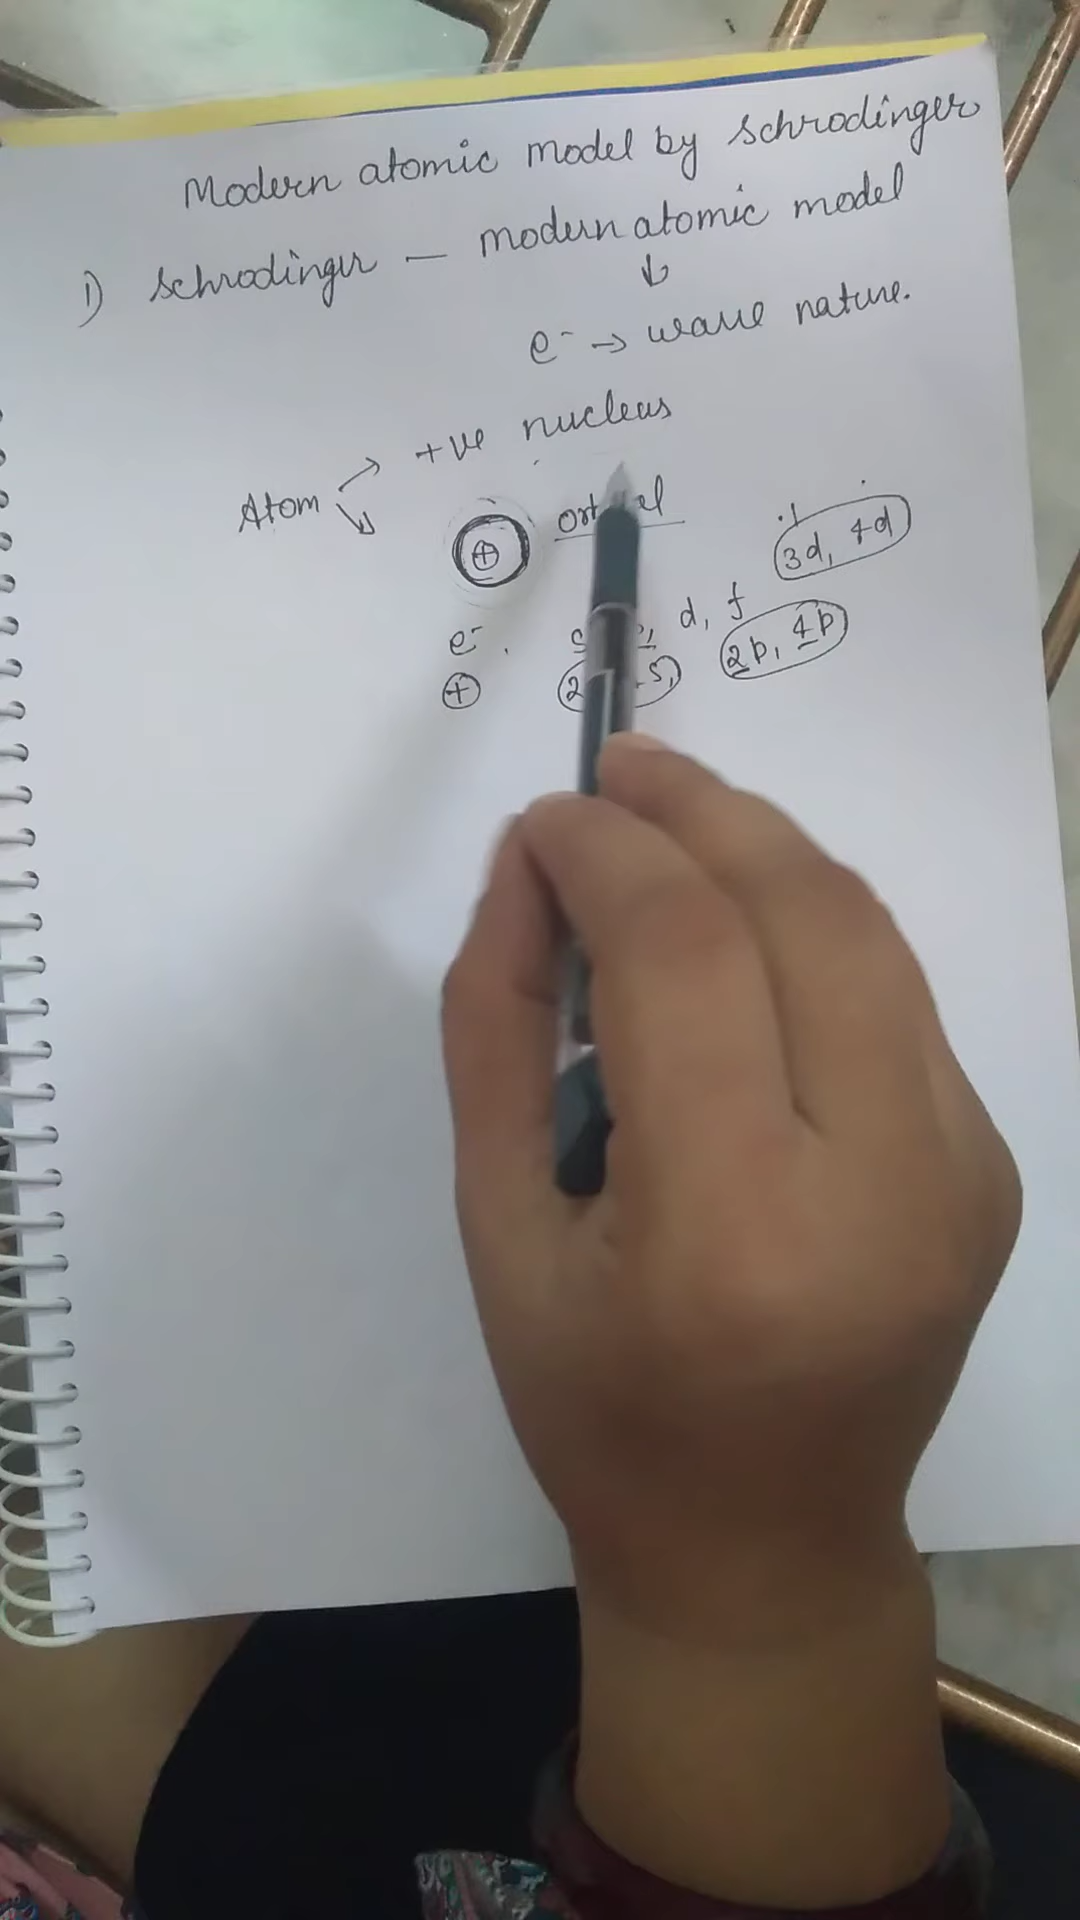 Modern atomic model by schrodinger
1) schrodinger — modern atomic model
↓
e⁻ → wave nature.
+ve nucleus
Atom
⊕
3d, 4d
e⁻, d, f
⊕ 2p, 4p